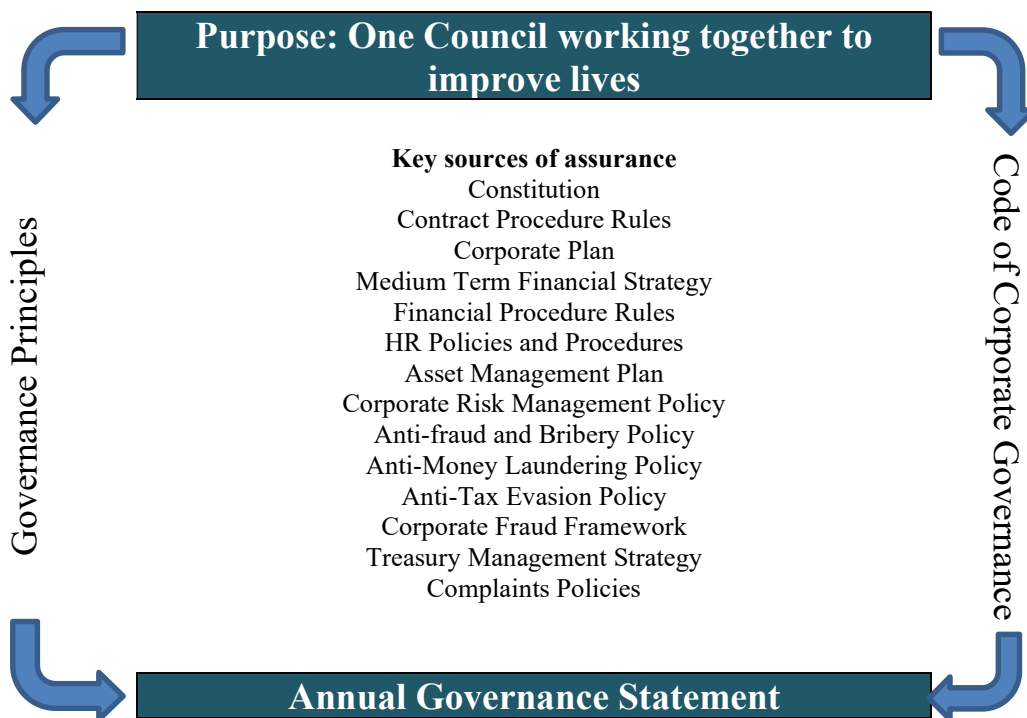 Purpose: One Council working together to
improve lives
Governance Principles
Key sources of assurance
Constitution
Contract Procedure Rules
Corporate Plan
Medium Term Financial Strategy
Financial Procedure Rules
HR Policies and Procedures
Asset Management Plan
Corporate Risk Management Policy
Anti-fraud and Bribery Policy
Anti-Money Laundering Policy
Anti-Tax Evasion Policy
Corporate Fraud Framework
Treasury Management Strategy
Complaints Policies
Code of Corporate Governance
Annual Governance Statement